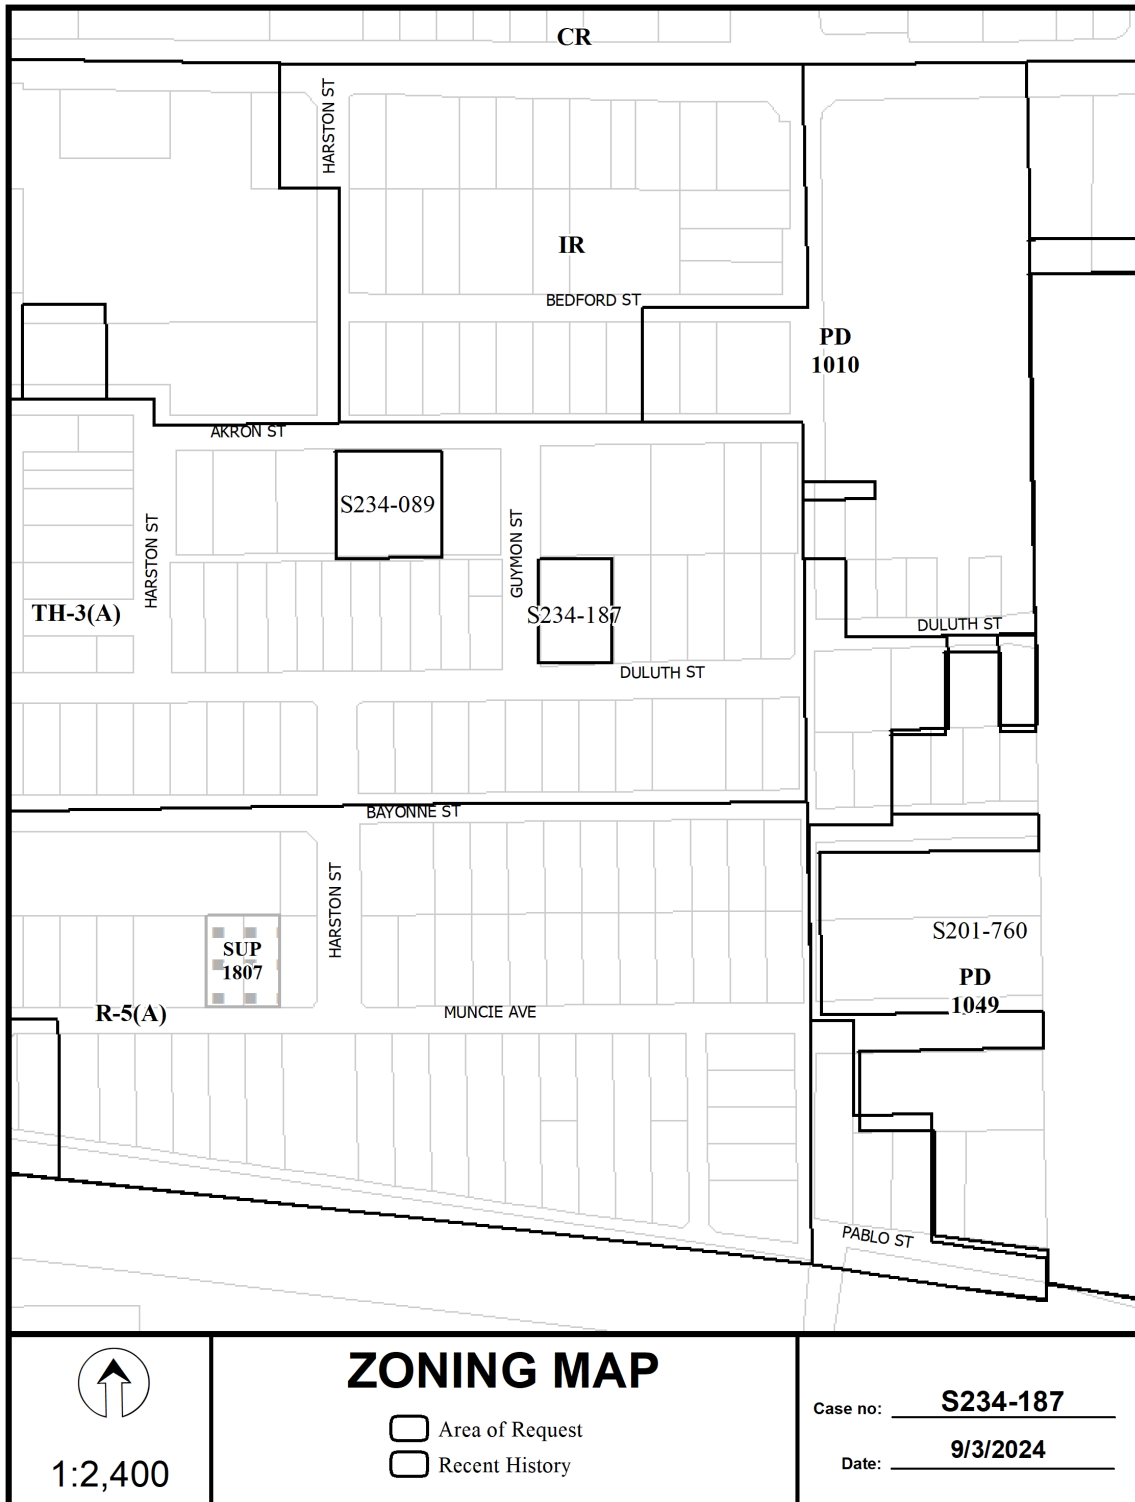 CR
HARSTON ST
IR
BEDFORD ST
PD
1010
AKRON ST
S234-089
HARSTON ST
GUYMON ST
TH-3(A)
S234-187
DULUTH ST
DULUTH ST
BAYONNE ST
HARSTON ST
SUP
1807
S201-760
PD
1049
R-5(A)
MUNCIE AVE
PABLO ST
1:2,400
ZONING MAP
Area of Request
Recent History
Case no: S234-187
Date: 9/3/2024